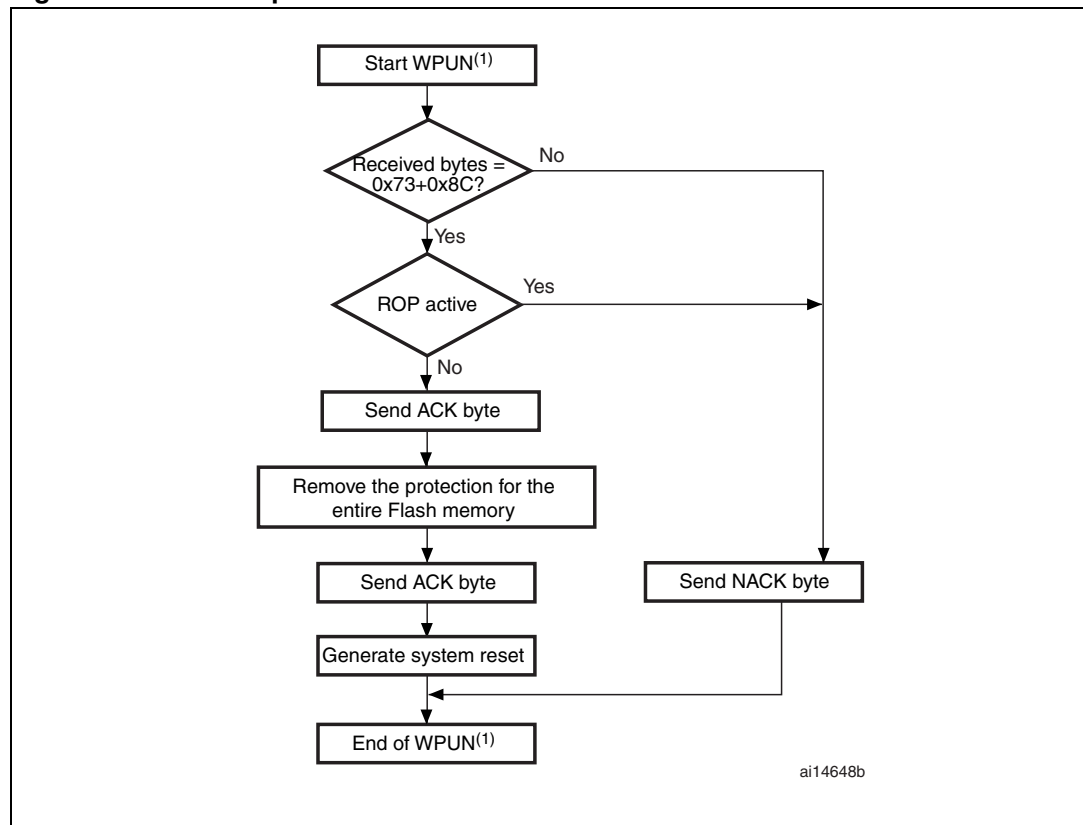 Start WPUN(1)
Received bytes =
0x73+0x8C?
No
Yes
ROP active
Yes
No
Send ACK byte
Remove the protection for the
entire Flash memory
Send ACK byte
Send NACK byte
Generate system reset
End of WPUN(1)
ai14648b